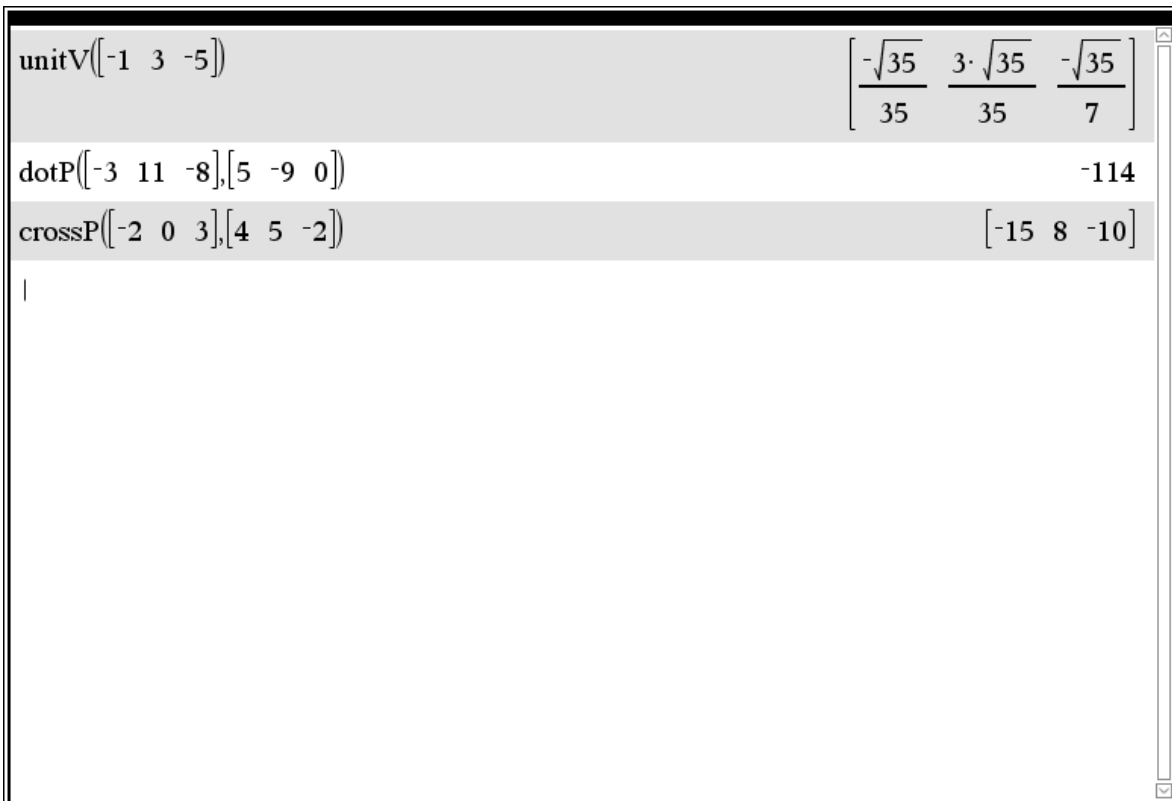 unitV([-1 3 -5]) [-√35/35 3·√35/35 -√35/7]
dotP([-3 11 -8],[5 -9 0]) -114
crossP([-2 0 3],[4 5 -2]) [-15 8 -10]